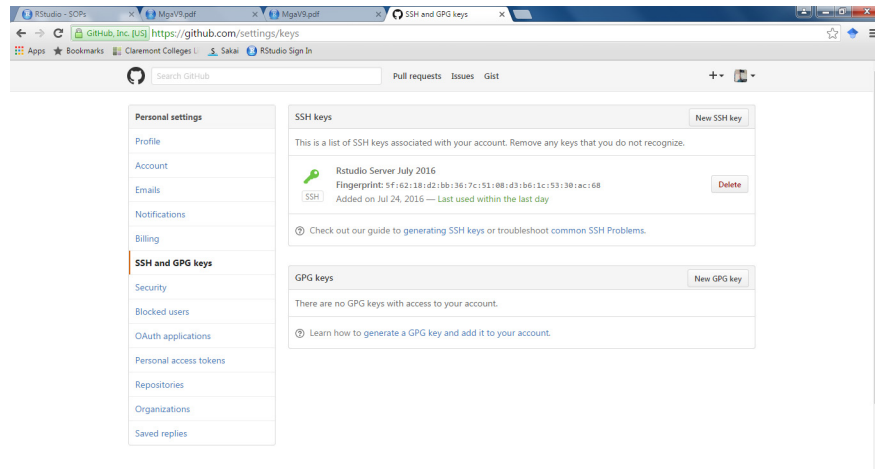 RStudio - SOPs
MgaV9.pdf
MgaV9.pdf
SSH and GPG keys
GitHub, Inc. [US] https://github.com/settings/keys
Apps Bookmarks Claremont Colleges Li S. Sakai RStudio Sign In
Search GitHub
Pull requests Issues Gist
Personal settings
Profile
Account
Emails
Notifications
Billing
SSH and GPG keys
Security
Blocked users
OAuth applications
Personal access tokens
Repositories
Organizations
Saved replies
SSH keys
New SSH key
This is a list of SSH keys associated with your account. Remove any keys that you do not recognize.
SSH
Rstudio Server July 2016
Fingerprint: 5f:62:18:d2:bb:36:7c:51:08:d3:b6:1c:53:30:ac:68
Added on Jul 24, 2016 — Last used within the last day
Delete
Check out our guide to generating SSH keys or troubleshoot common SSH Problems.
GPG keys
New GPG key
There are no GPG keys with access to your account.
Learn how to generate a GPG key and add it to your account.